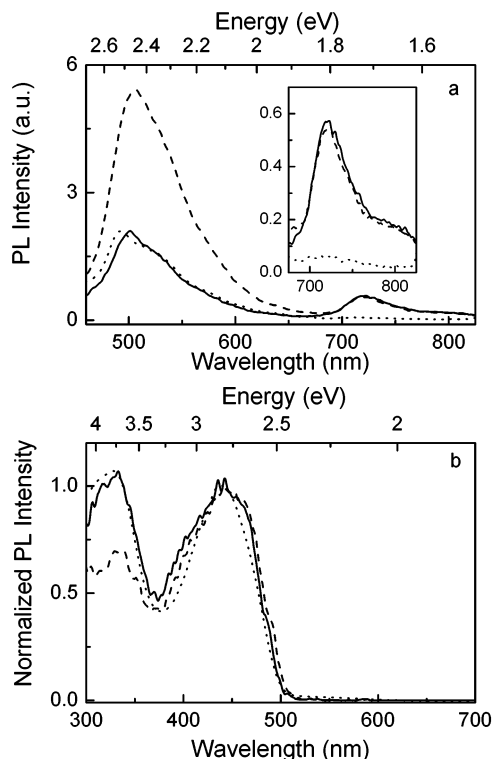 Energy (eV)
2.6 2.4 2.2 2 1.8 1.6
a
6
3
0
PL Intensity (a.u.)
0.6
0.4
0.2
0.0
700 800
500 600 700 800
Wavelength (nm)
Energy (eV)
4 3.5 3 2.5 2
b
1.0
0.5
0.0
Normalized PL Intensity
300 400 500 600 700
Wavelength (nm)